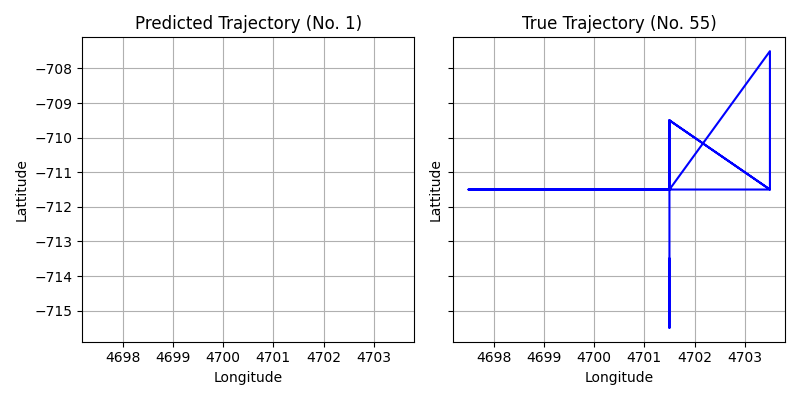 Predicted Trajectory (No. 1)
True Trajectory (No. 55)
Lattitude
−708
−709
−710
−711
−712
−713
−714
−715
4698 4699 4700 4701 4702 4703
Longitude
Lattitude
4698 4699 4700 4701 4702 4703
Longitude